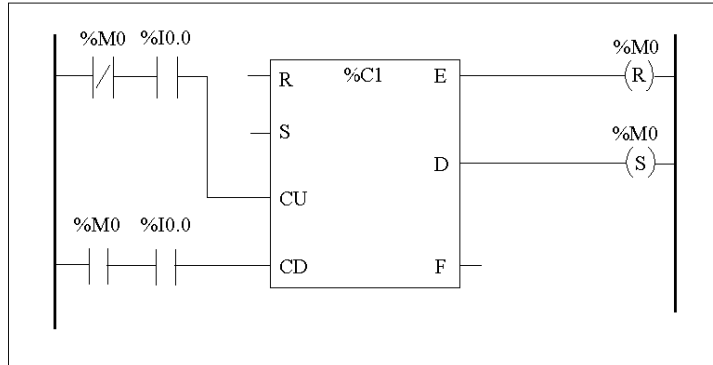 %M0 %I0.0 %M0
R %C1 E (R)
S %M0
D (S)
CU
%M0 %I0.0
CD F